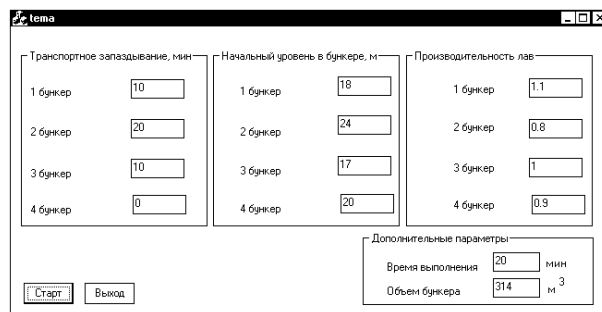 tema
Транспортное запаздывание, мин
1 бункер 10
2 бункер 20
3 бункер 10
4 бункер 0
Начальный уровень в бункере, м
1 бункер 18
2 бункер 24
3 бункер 17
4 бункер 20
Производительность лав
1 бункер 1.1
2 бункер 0.8
3 бункер 1
4 бункер 0.9
Дополнительные параметры
Время выполнения 20 мин
Объем бункера 314 м 3
Старт Выход